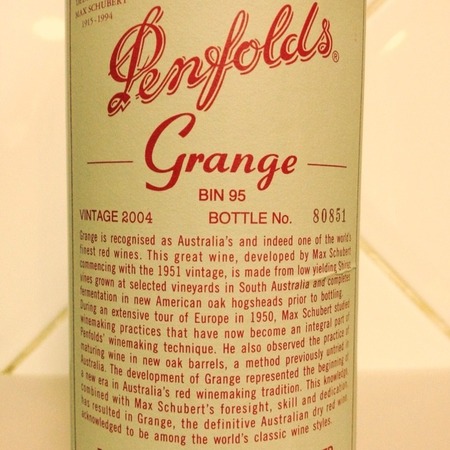 MAX SCHUBERT
1915-1994
Penfolds®
Grange
BIN 95
VINTAGE 2004 BOTTLE No. 80851
Grange is recognised as Australia's and indeed one of the world's
finest red wines. This great wine, developed by Max Schubert
commencing with the 1951 vintage, is made from low yielding Shiraz
vines grown at selected vineyards in South Australia and completes
fermentation in new American oak hogsheads prior to bottling.
During an extensive tour of Europe in 1950, Max Schubert studied
winemaking practices that have now become an integral part of
Penfolds' winemaking technique. He also observed the practice of
maturing wine in new oak barrels, a method previously untried in
Australia. The development of Grange represented the beginning of
a new era in Australia's red winemaking tradition. This knowledge,
combined with Max Schubert's foresight, skill and dedication,
has resulted in Grange, the definitive Australian dry red wine,
acknowledged to be among the world's classic wine styles.